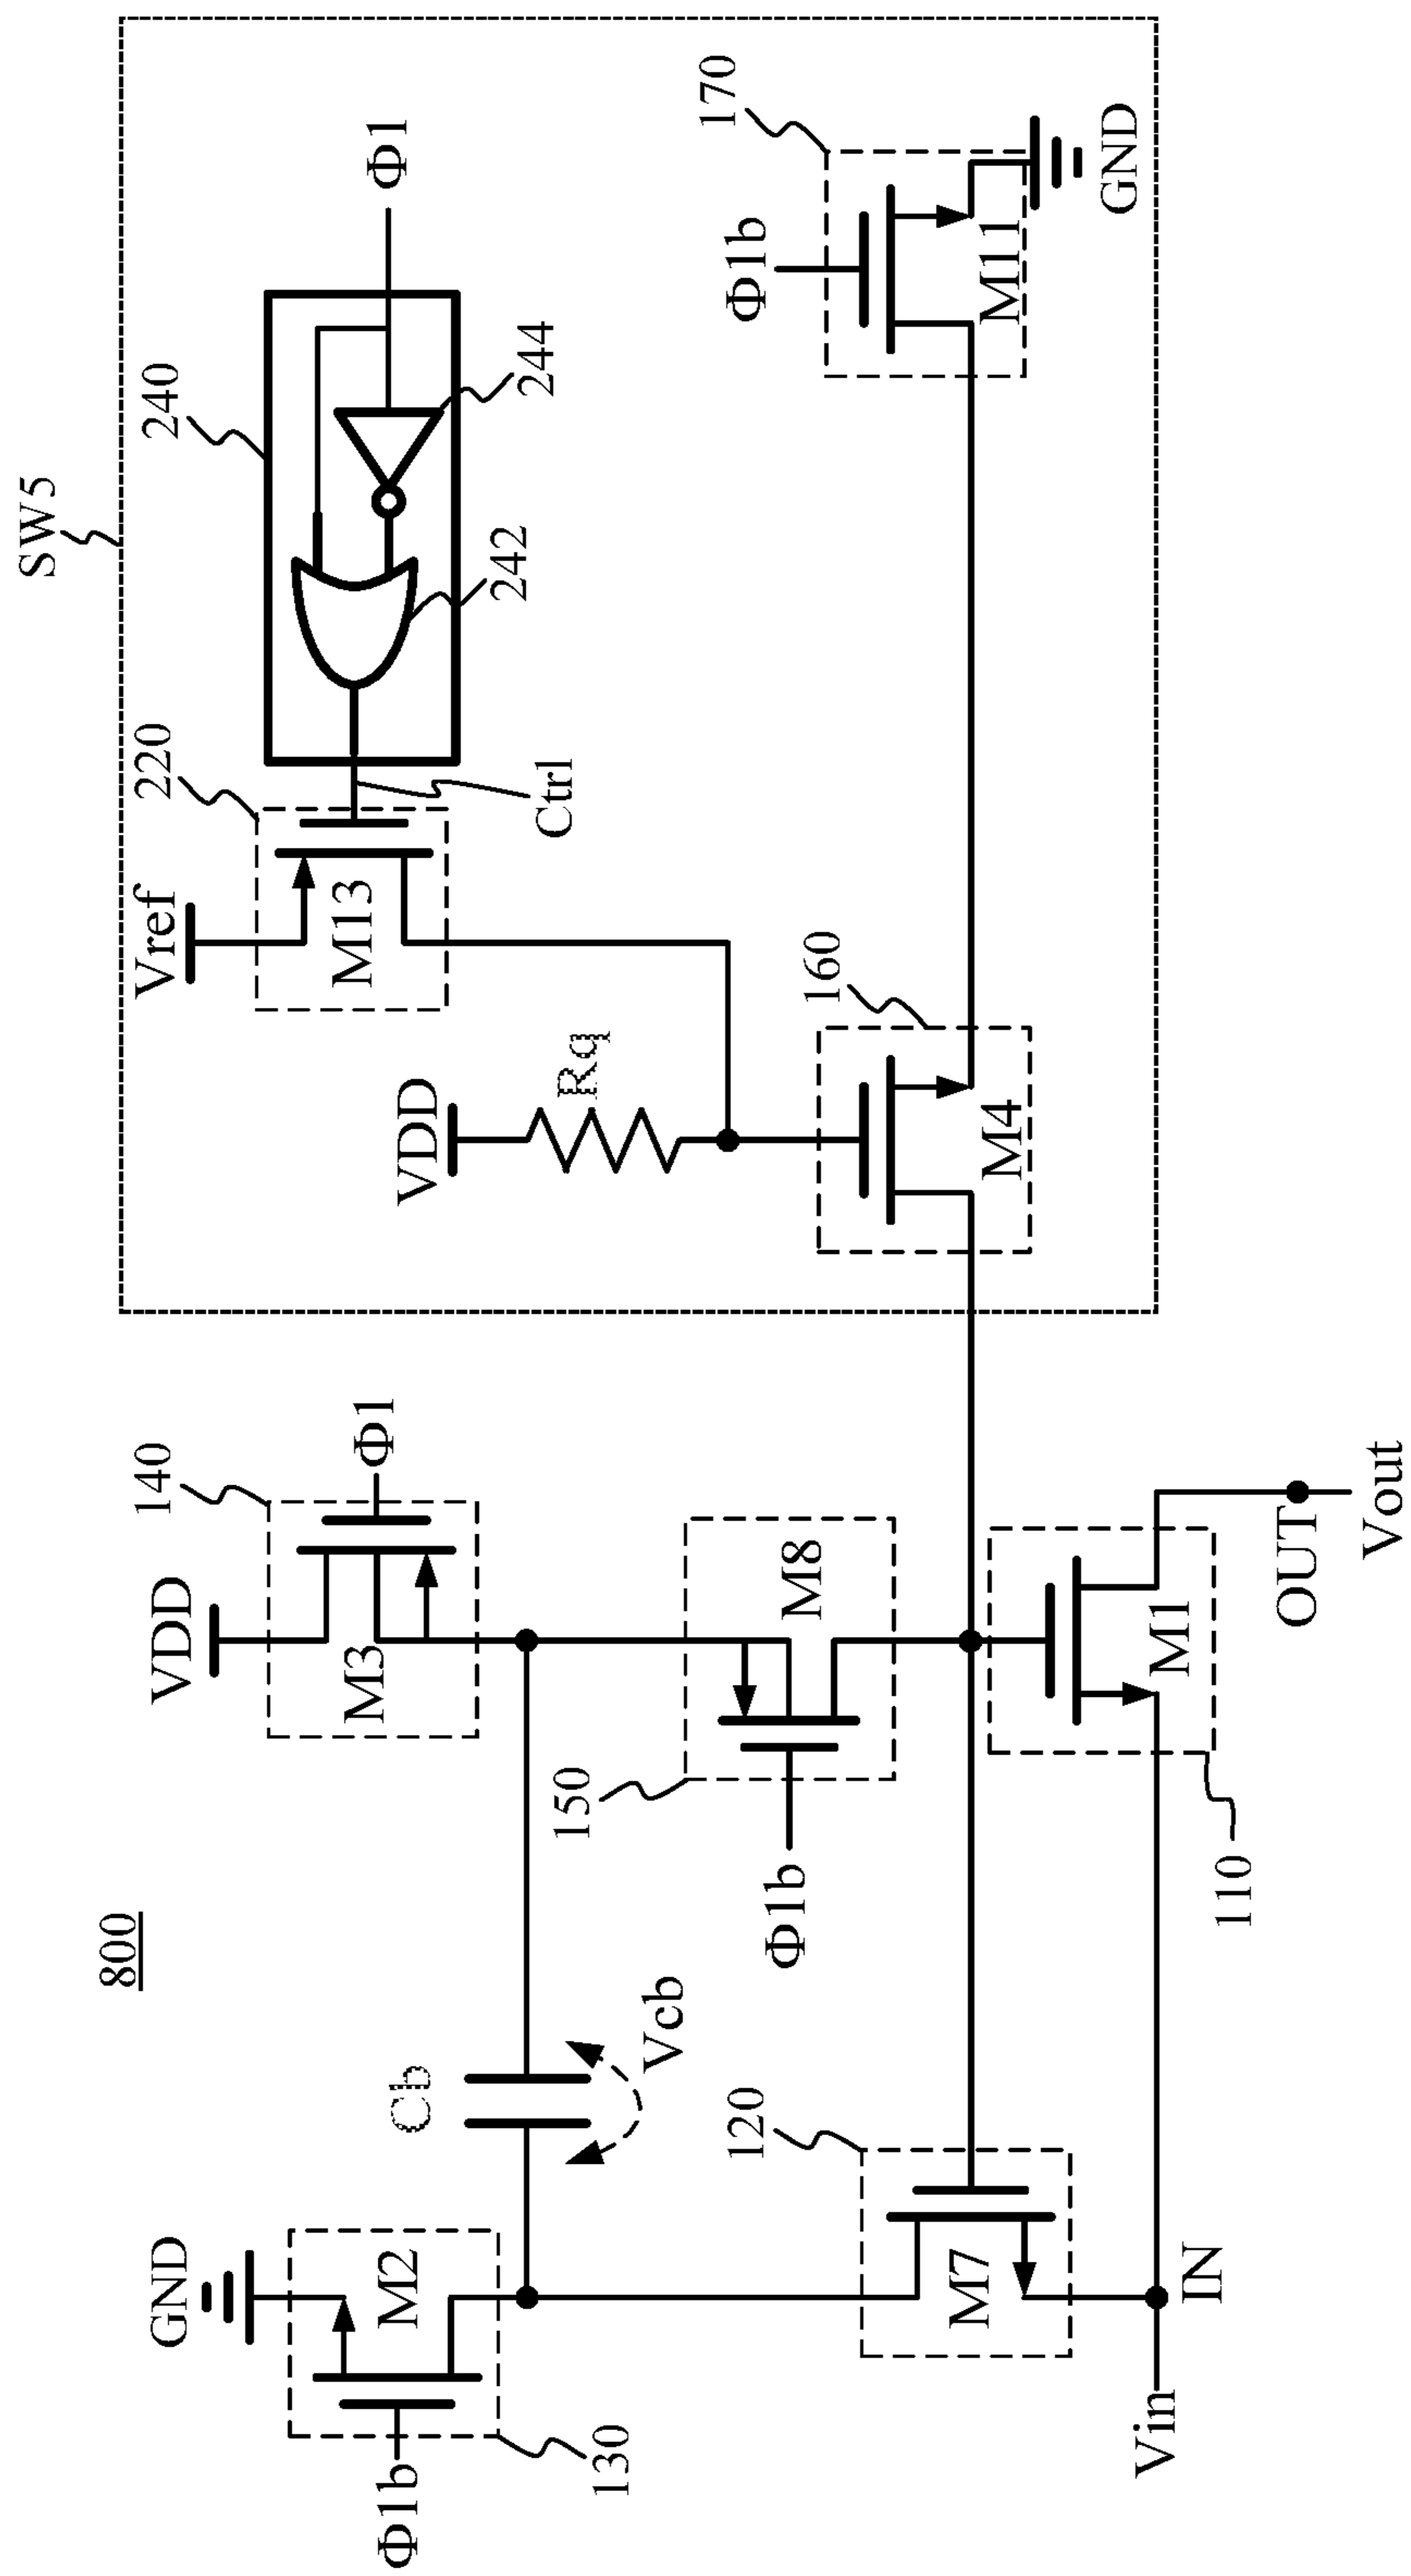 SW5
240
Φ1
244
242
170
Φ1b
M11
GND
220
Vref
M13
Ctrl
VDD
Rq
160
M4
140
Φ1
VDD
M3
M8
150
Φ1b
M1
OUT
Vout
110
800
Cb
Vcb
120
GND
M2
M7
IN
130
Φ1b
Vin